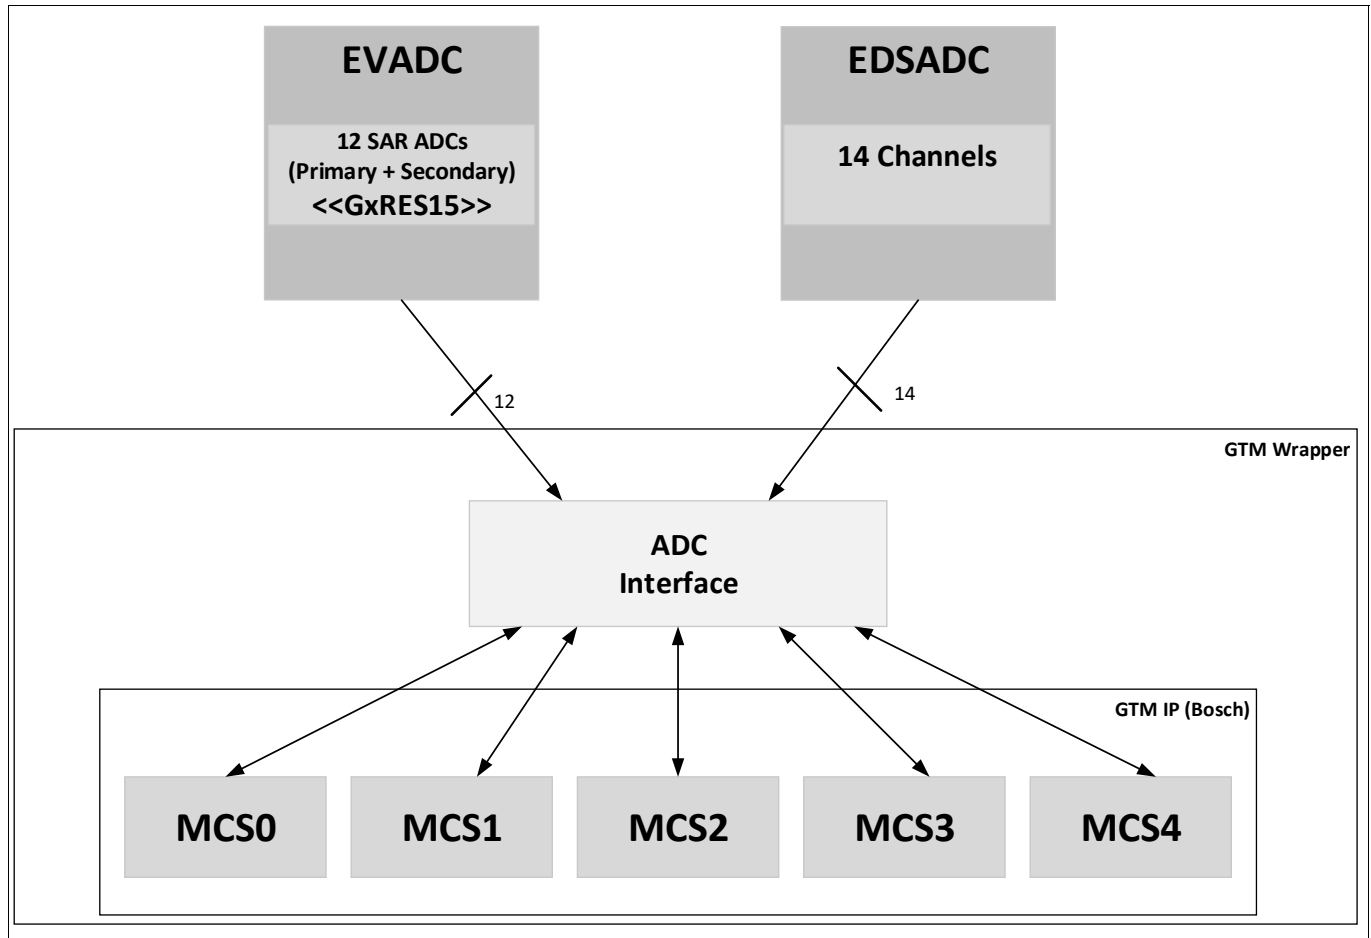 EVADC
12 SAR ADCs
(Primary + Secondary)
<<GxRES15>>
EDSADC
14 Channels
12
14
GTM Wrapper
ADC
Interface
GTM IP (Bosch)
MCS0
MCS1
MCS2
MCS3
MCS4